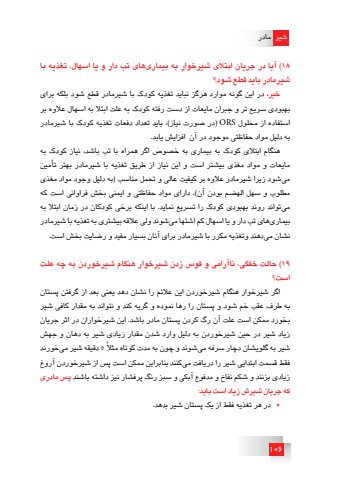 شیر مادر
۱۸) آیا در جریان ابتلای شیرخوار به بیماری‌های تب دار و یا اسهال، تغذیه با
شیرمادر باید قطع شود؟
خیر، در این گونه موارد هرگز نباید تغذیه کودک با شیرمادر قطع شود بلکه برای
بهبودی سریع تر و جبران مایعات از دست رفته کودک به علت ابتلا به اسهال علاوه بر
استفاده از محلول ORS (در صورت نیاز)، باید تعداد دفعات تغذیه کودک با شیرمادر
به دلیل مواد حفاظتی موجود در آن افزایش یابد.
هنگام ابتلای کودک به بیماری به خصوص اگر همراه با تب باشد، نیاز کودک به
مایعات و مواد مغذی بیشتر است و این نیاز از طریق تغذیه با شیرمادر بهتر تأمین
می‌شود زیرا شیرمادر علاوه بر کیفیت عالی و تحمل مناسب (به دلیل وجود مواد مغذی
مطلوب و سهل الهضم بودن آن)، دارای مواد حفاظتی و ایمنی بخش فراوانی است که
می‌تواند روند بهبودی کودک را تسریع نماید. با اینکه برخی کودکان در زمان ابتلا به
بیماری‌های تب دار و یا اسهال کم اشتها می‌شوند ولی علاقه بیشتری به تغذیه با شیرمادر
نشان می‌دهند وتغذیه مکرر با شیرمادر برای آنان بسیار مفید و رضایت بخش است.
۱۹) حالت خفگی، ناآرامی و قوس زدن شیرخوار هنگام شیرخوردن به چه علت
است؟
اگر شیرخوار هنگام شیرخوردن این علائم را نشان دهد یعنی بعد از گرفتن پستان
به طرف عقب خم شود و پستان را رها نموده و گریه کند و نتواند به مقدار کافی شیر
بخورد ممکن است علت آن رگ کردن پستان مادر باشد. این شیرخواران در اثر جریان
زیاد شیر در حین شیرخوردن به دلیل وارد شدن مقدار زیادی شیر به دهان و جهش
شیر به گلویشان دچار سرفه می‌شوند و چون به مدت کوتاه مثلاً ۵ دقیقه شیر می‌خورند
فقط قسمت ابتدایی شیر را دریافت می‌کنند بنابراین ممکن است پس از شیرخوردن آروغ
زیادی بزنند و شکم نفاخ و مدفوع آبکی و سبز رنگ پرفشار نیز داشته باشند پس مادری
که جریان شیرش زیاد است باید:
• در هر تغذیه فقط از یک پستان شیر بدهد.
۱۰۶